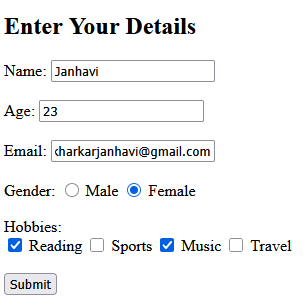 Enter Your Details
Name: Janhavi
Age: 23
Email: harkarjanhavi@gmail.com
Gender: Male Female
Hobbies:
Reading Sports Music Travel
Submit